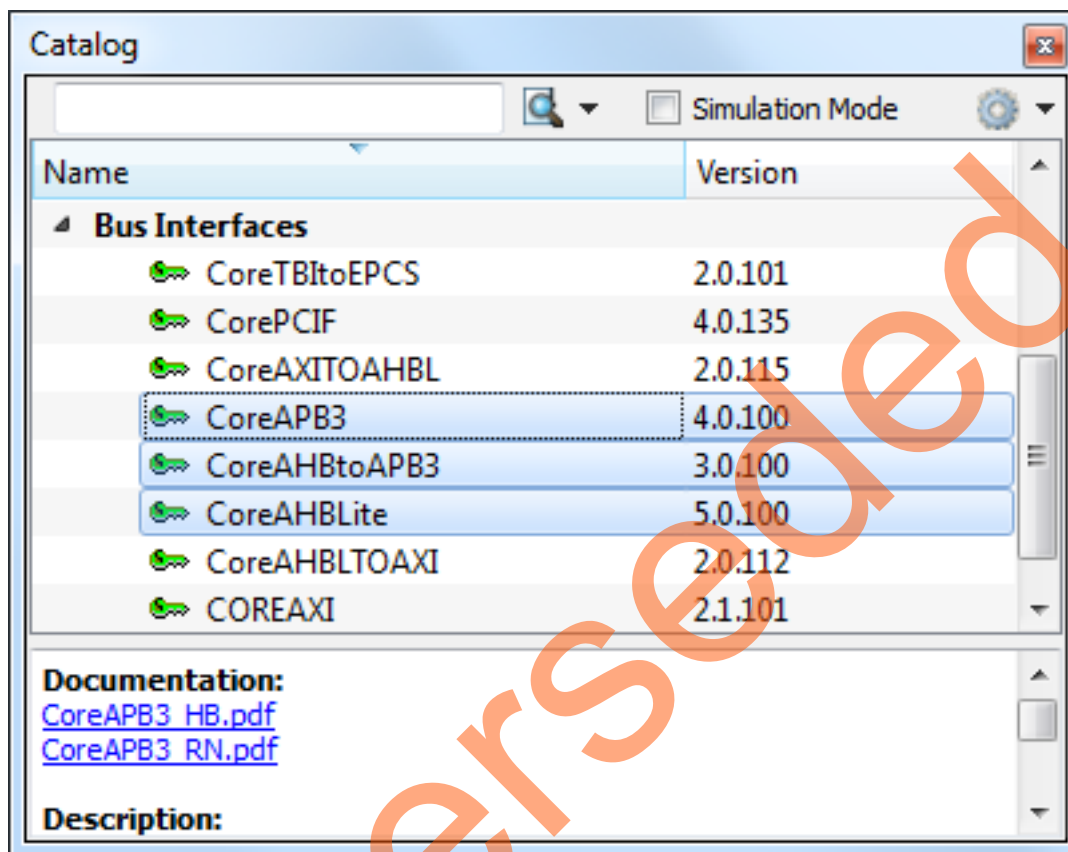 Catalog
Simulation Mode
Name Version
Bus Interfaces
CoreTBItoEPCS 2.0.101
CorePCIF 4.0.135
CoreAXITOAHBL 2.0.115
CoreAPB3 4.0.100
CoreAHBtoAPB3 3.0.100
CoreAHBLite 5.0.100
CoreAHBLTOAXI 2.0.112
COREAXI 2.1.101
Documentation:
CoreAPB3_HB.pdf
CoreAPB3_RN.pdf
Description:
erseded